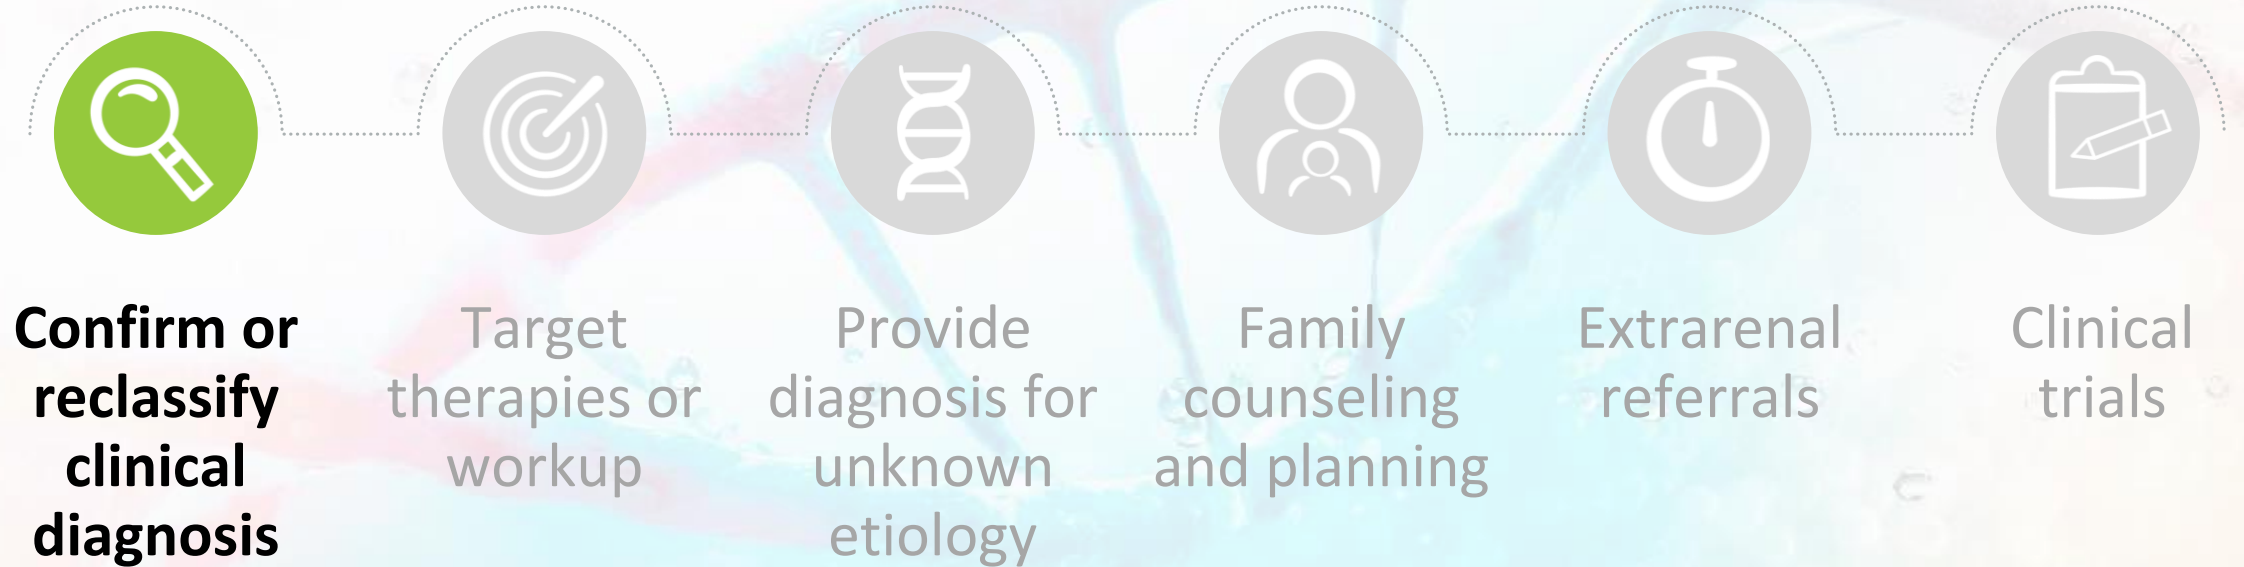 Confirm or
reclassify
clinical
diagnosis
Target
therapies or
workup
Provide
diagnosis for
unknown
etiology
Family
counseling
and planning
Extrarenal
referrals
Clinical
trials